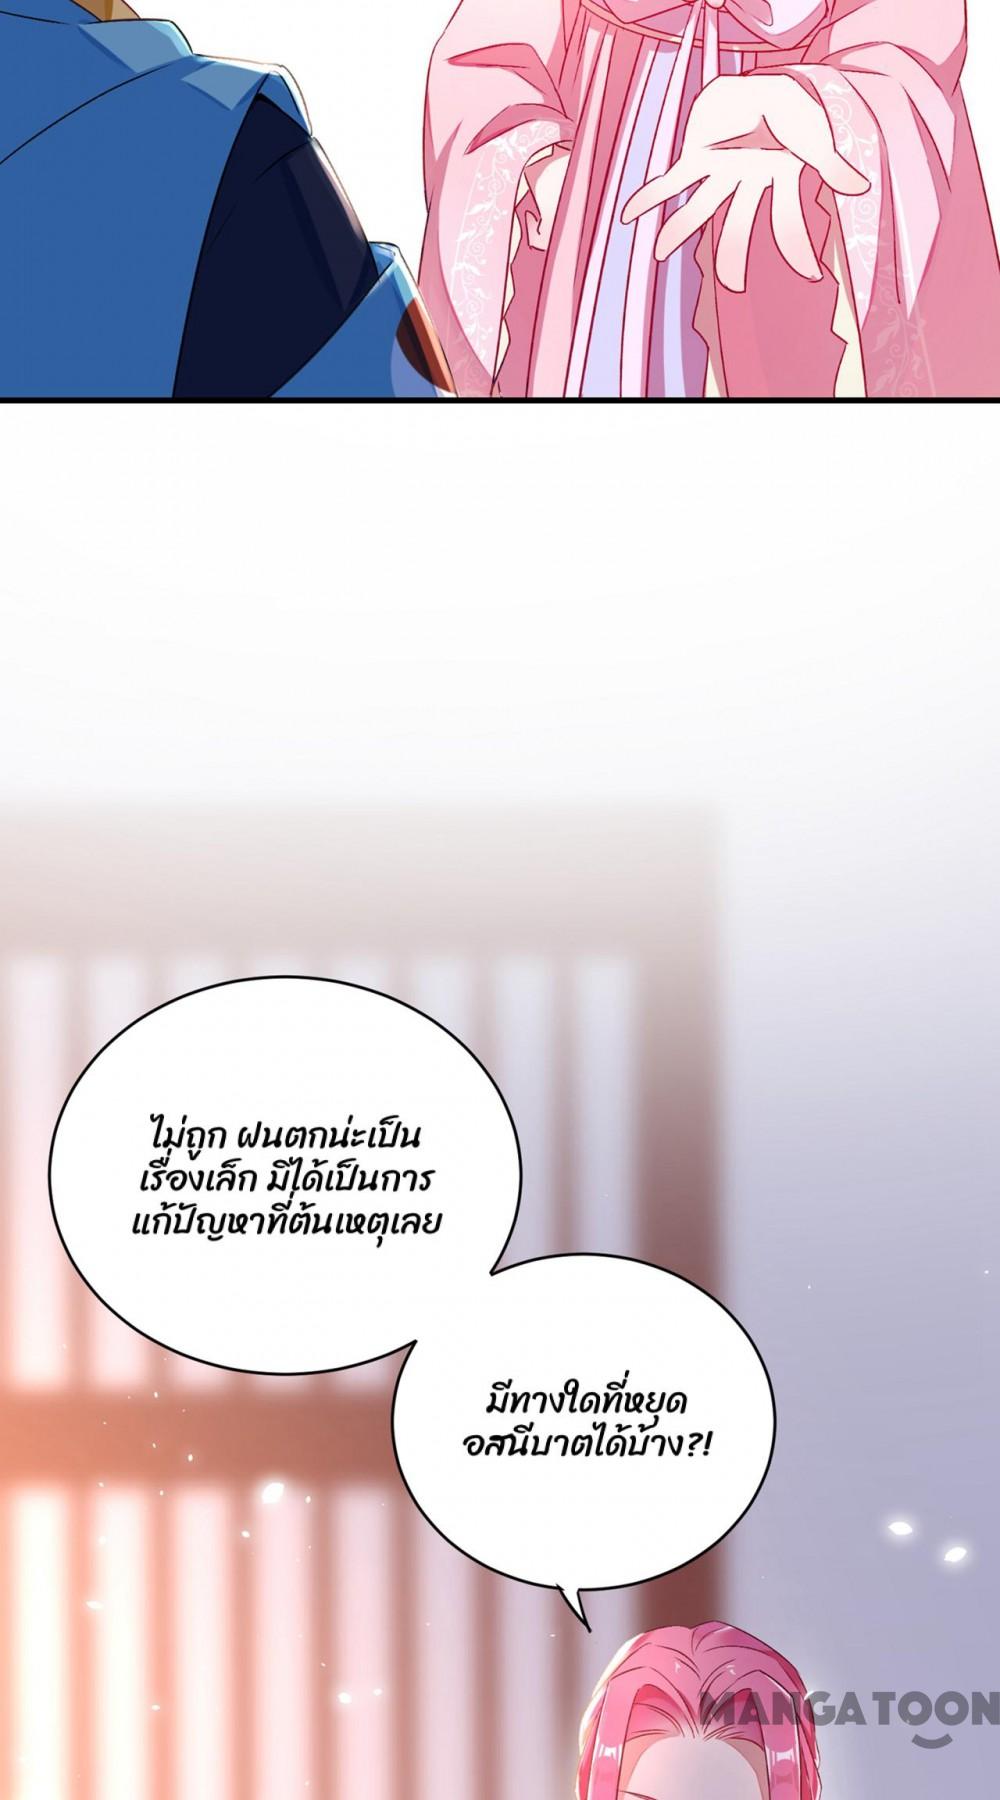 ไม่ถูก ฝนตกน่ะเป็น
เรื่องเล็ก มิได้เป็นการ
แก้ปัญหาที่ต้นเหตุเลย
มีทางใดที่หยุด
อสนีบาตได้บ้าง?!
MANGATOON